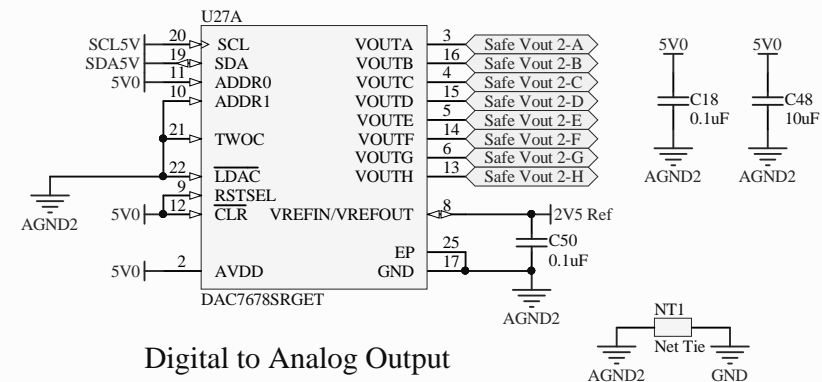 U27A
SCL5V 20 SCL VOUTA 3 Safe Vout 2-A
SDA5V 19 SDA VOUTB 16 Safe Vout 2-B
5V0 11 ADDR0 VOUTC 4 Safe Vout 2-C
10 ADDR1 VOUTD 15 Safe Vout 2-D
VOUTE 5 Safe Vout 2-E
21 TWOC VOUTF 14 Safe Vout 2-F
VOUTG 6 Safe Vout 2-G
22 LDAC VOUTH 13 Safe Vout 2-H
9 RSTSEL
5V0 12 CLR VREFIN/VREFOUT 8 2V5 Ref
AGND2
C50
0.1uF
EP 25
5V0 2 AVDD GND 17
DAC7678SRGET
AGND2
5V0 5V0
C18 C48
0.1uF 10uF
AGND2 AGND2
NT1
Net Tie
AGND2 GND
Digital to Analog Output